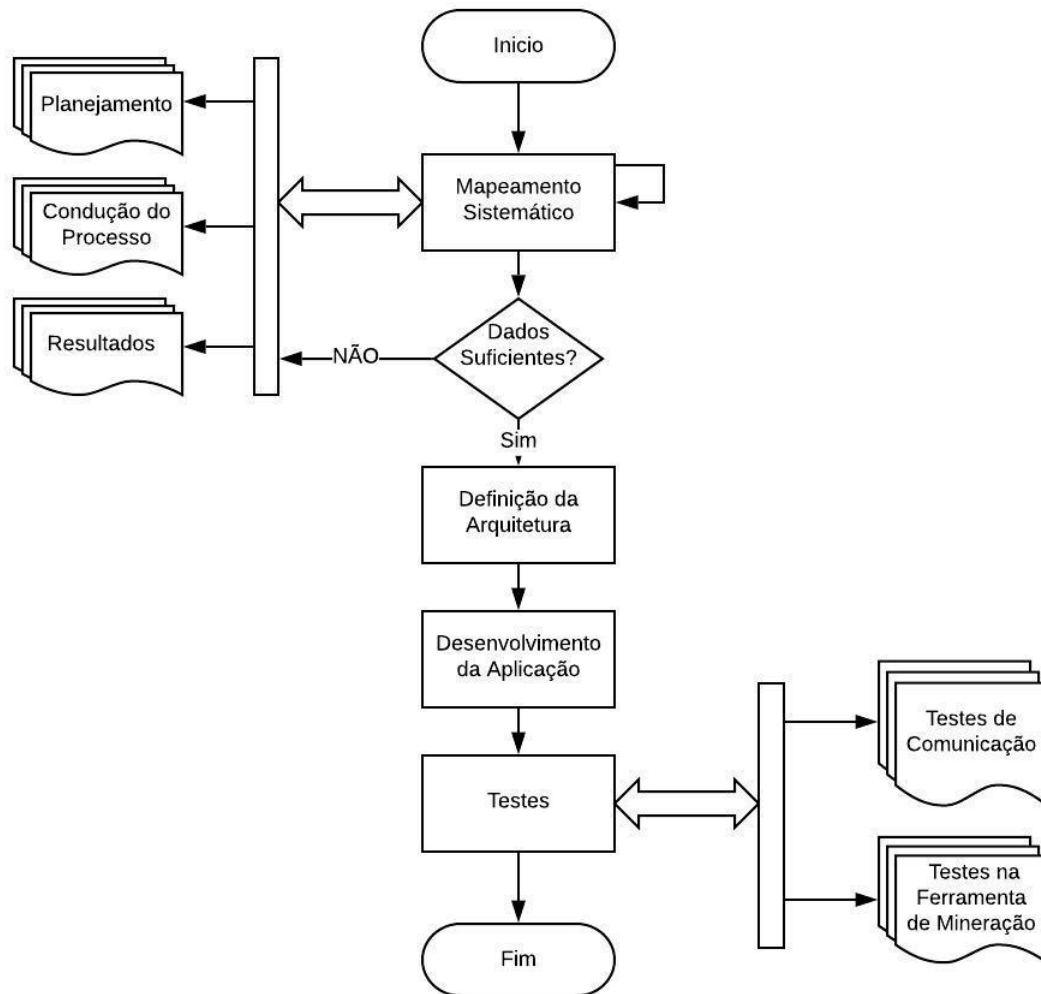 Inicio
Planejamento
Mapeamento
Sistemático
Condução do
Processo
Resultados
NÃO
Dados
Suficientes?
Sim
Definição da
Arquitetura
Desenvolvimento
da Aplicação
Testes
Testes de
Comunicação
Testes na
Ferramenta
de Mineração
Fim